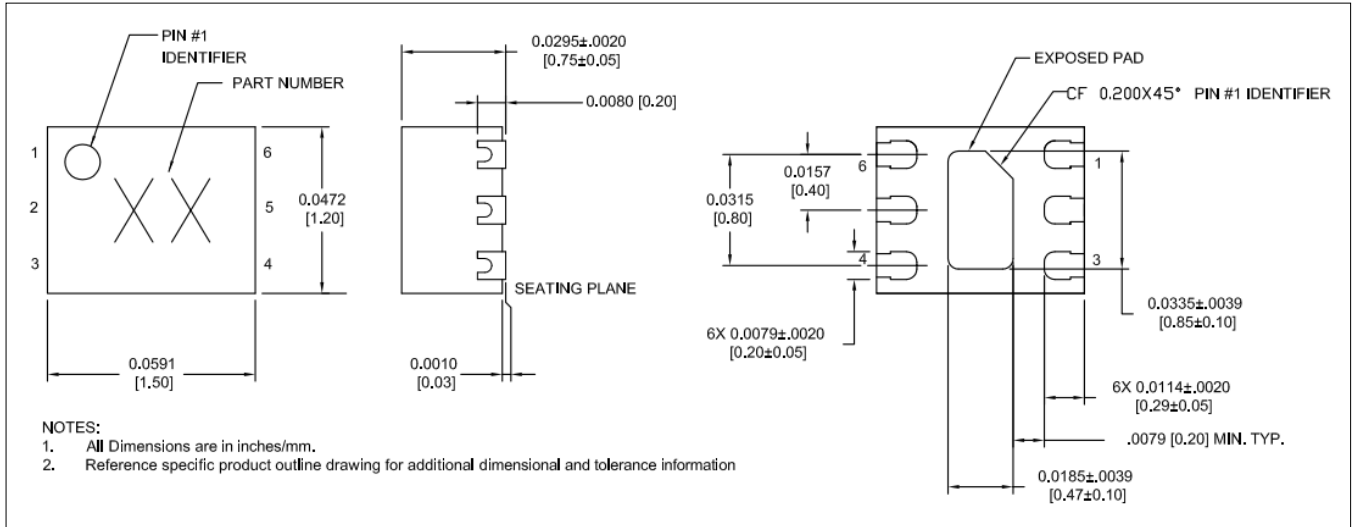 PIN #1
IDENTIFIER
PART NUMBER
1
2
3
6
5
4
0.0472
[1.20]
0.0591
[1.50]
0.0295±.0020
[0.75±0.05]
0.0080 [0.20]
SEATING PLANE
0.0010
[0.03]
EXPOSED PAD
CF 0.200X45° PIN #1 IDENTIFIER
6
4
1
3
0.0315
[0.80]
0.0157
[0.40]
6X 0.0079±.0020
[0.20±0.05]
0.0335±.0039
[0.85±0.10]
6X 0.0114±.0020
[0.29±0.05]
.0079 [0.20] MIN. TYP.
0.0185±.0039
[0.47±0.10]
XX
NOTES:
1. All Dimensions are in inches/mm.
2. Reference specific product outline drawing for additional dimensional and tolerance information